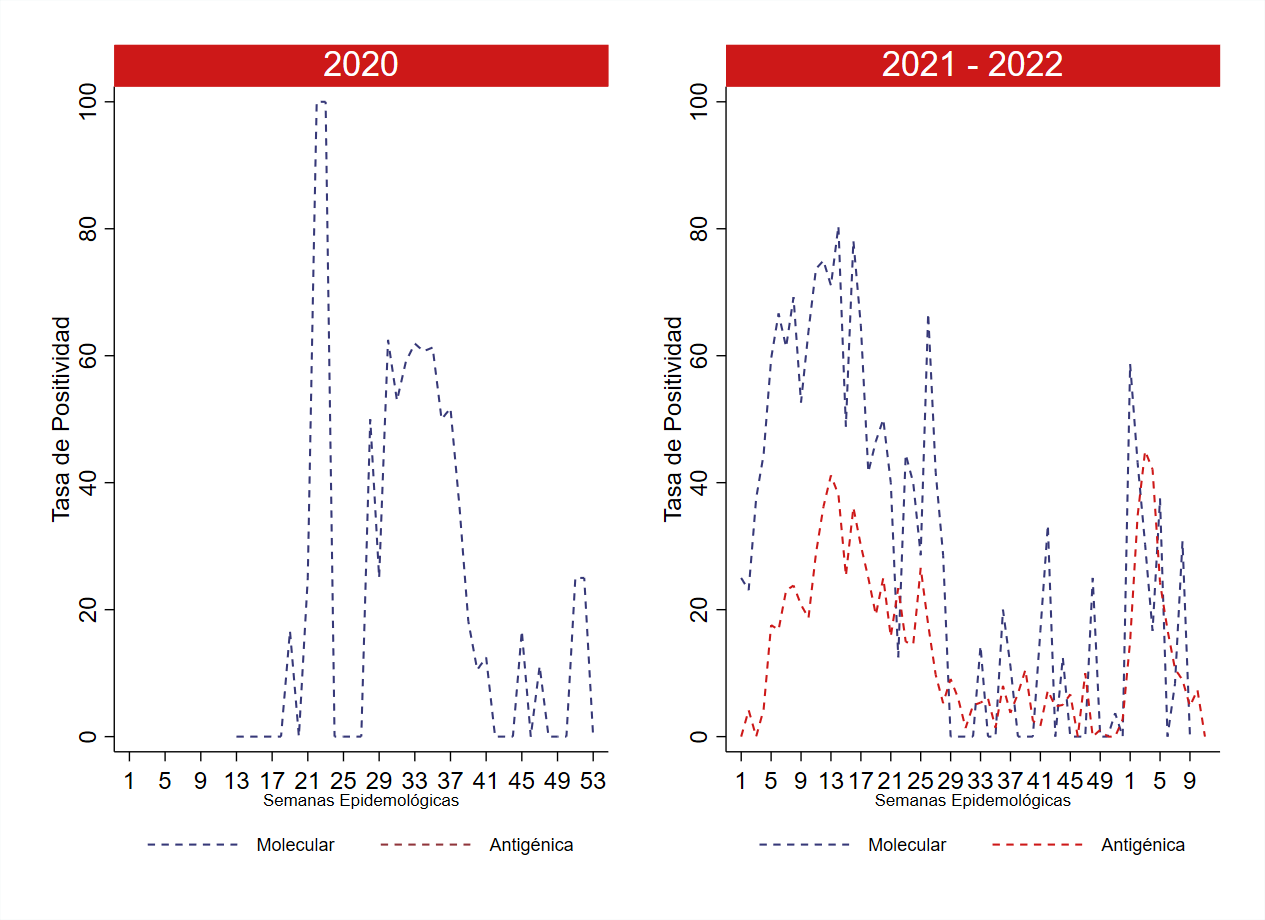 2020
100
80
60
40
20
0
Tasa de Positividad
1 5 9 13 17 21 25 29 33 37 41 45 49 53
Semanas Epidemológicas
Molecular Antigénica
2021 - 2022
100
80
60
40
20
0
Tasa de Positividad
1 5 9 13 17 21 25 29 33 37 41 45 49 1 5 9
Semanas Epidemológicas
Molecular Antigénica